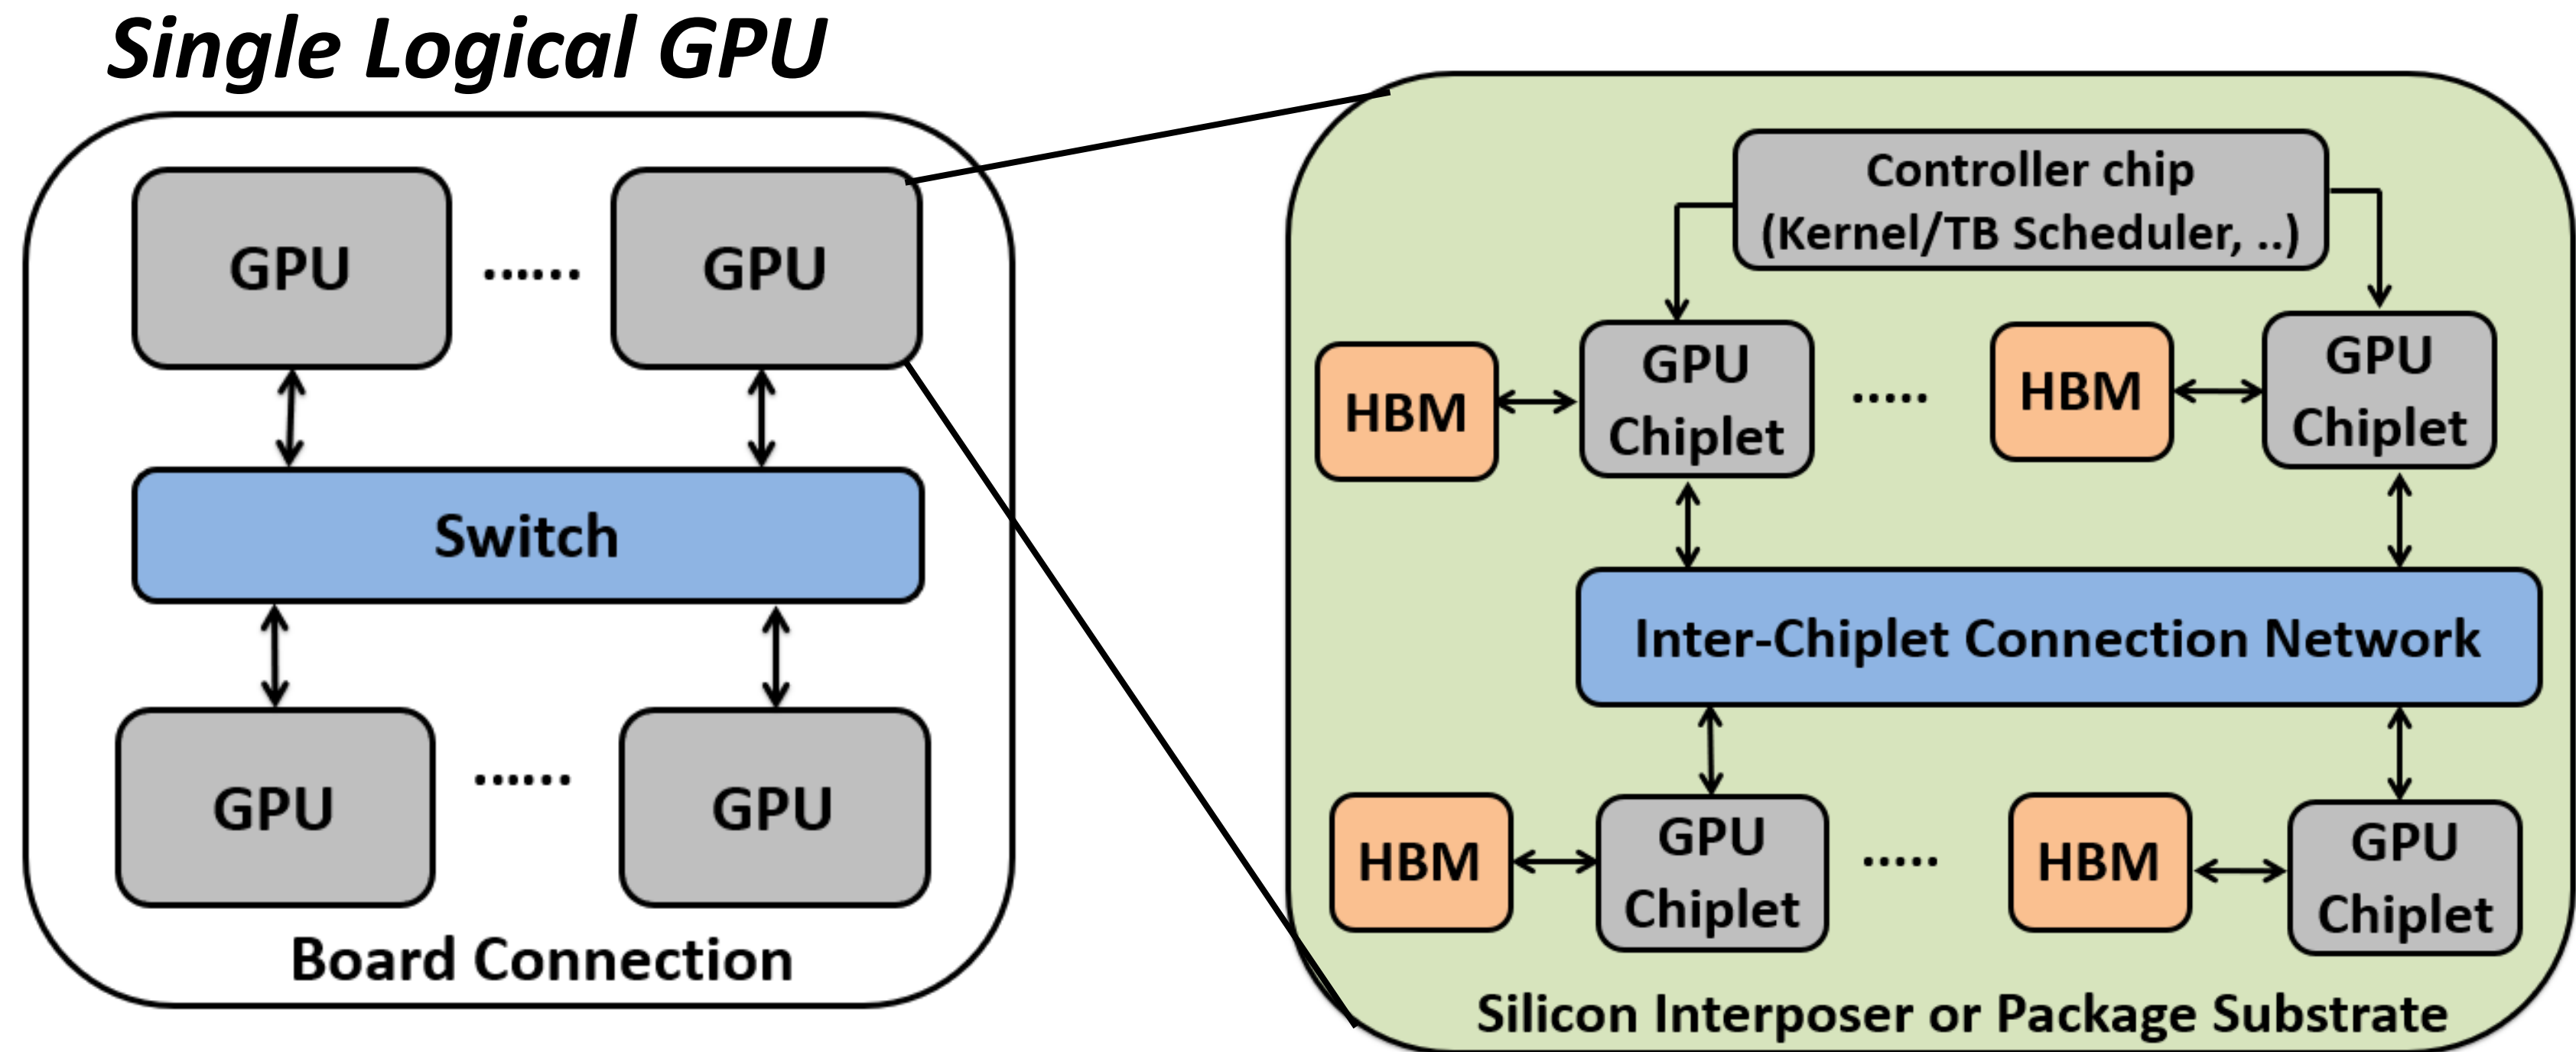 Single Logical GPU
GPU
......
GPU
Switch
GPU
......
GPU
Board Connection
Controller chip
(Kernel/TB Scheduler, ..)
HBM
GPU
Chiplet
.....
HBM
GPU
Chiplet
Inter-Chiplet Connection Network
HBM
GPU
Chiplet
.....
HBM
GPU
Chiplet
Silicon Interposer or Package Substrate